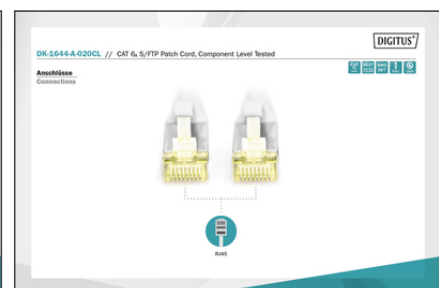 DIGITUS®
DK-1644-A-020CL // CAT 6A S/FTP Patch Cord, Component Level Tested
Anschlüsse
Connections
RJ45